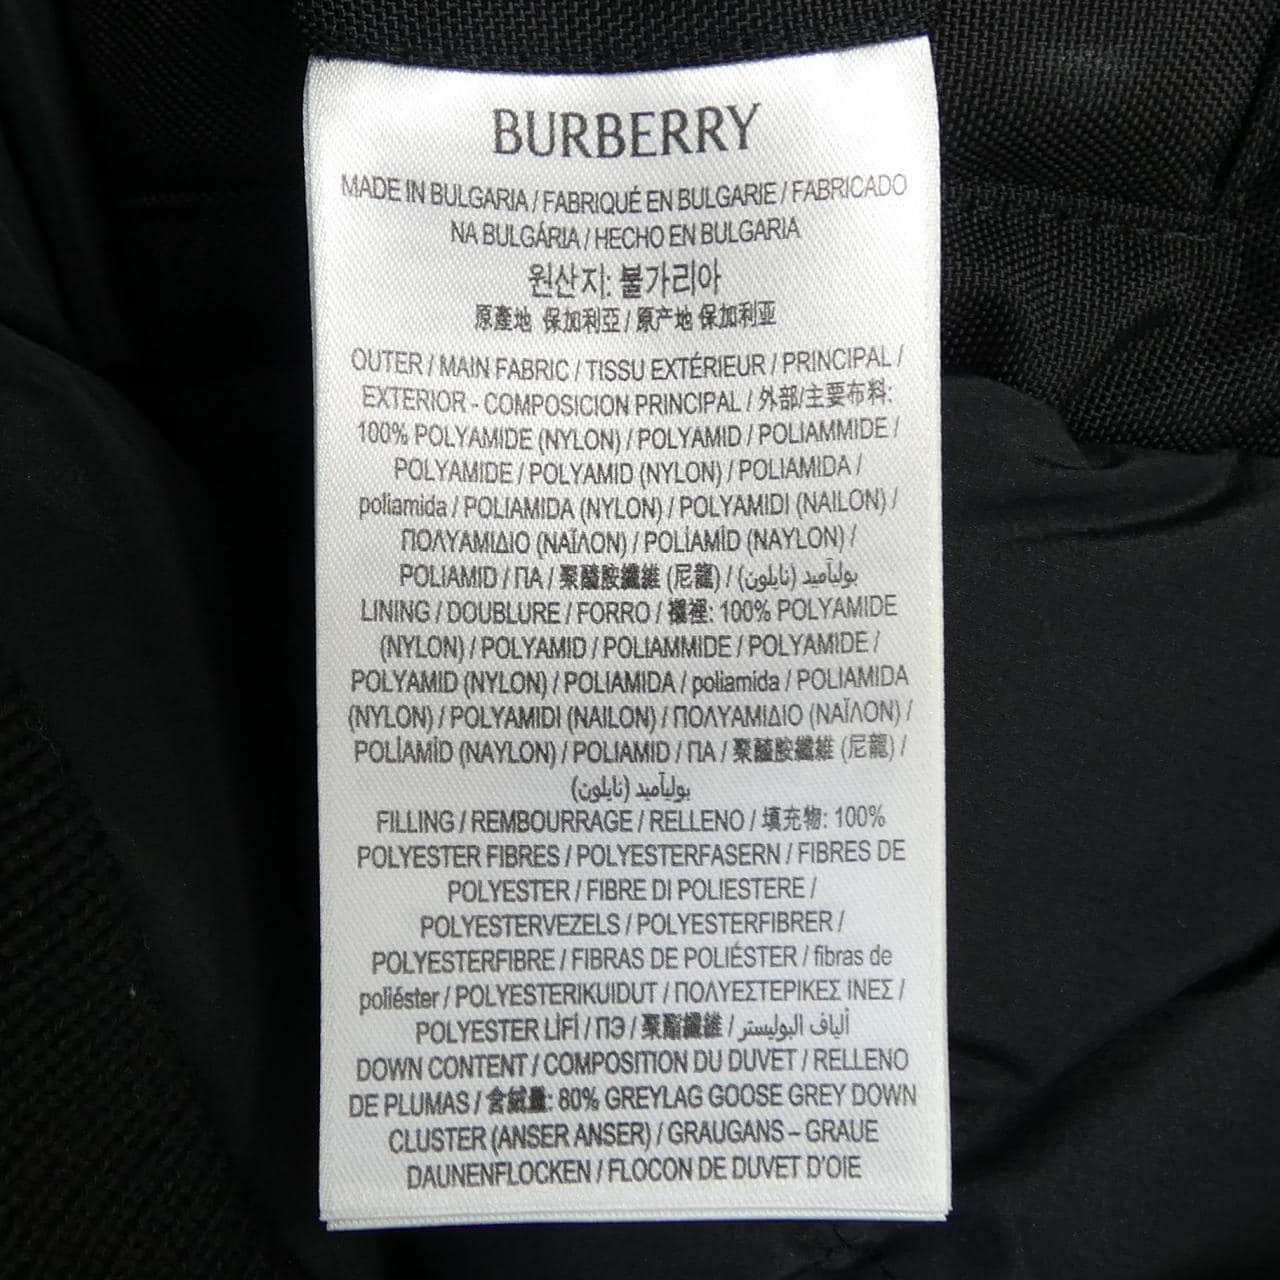 BURBERRY
MADE IN BULGARIA / FABRIQUÉ EN BULGARIE / FABRICADO
NA BULGÁRIA / HECHO EN BULGARIA
원산지: 불가리아
原產地 保加利亞 / 原产地 保加利亚
OUTER / MAIN FABRIC / TISSU EXTÉRIEUR / PRINCIPAL /
EXTERIOR - COMPOSICION PRINCIPAL / 外部/主要布料:
100% POLYAMIDE (NYLON) / POLYAMID / POLIAMMIDE /
POLYAMIDE / POLYAMID (NYLON) / POLIAMIDA /
poliamida / POLIAMIDA (NYLON) / POLYAMIDI (NAILON) /
ΠΟΛΥΑΜΙΔΙΟ (ΝΑΪΛΟΝ) / POLİAMİD (NAYLON) /
POLIAMID / ПА / 聚醯胺纖維 (尼龍) / بوليآميد (نايلون)
LINING / DOUBLURE / FORRO / 襯裡: 100% POLYAMIDE
(NYLON) / POLYAMID / POLIAMMIDE / POLYAMIDE /
POLYAMID (NYLON) / POLIAMIDA / poliamida / POLIAMIDA
(NYLON) / POLYAMIDI (NAILON) / ΠΟΛΥΑΜΙΔΙΟ (ΝΑΪΛΟΝ) /
POLİAMİD (NAYLON) / POLIAMID / ПА / 聚醯胺纖維 (尼龍) /
بوليآميد (نايلون)
FILLING / REMBOURRAGE / RELLENO / 填充物: 100%
POLYESTER FIBRES / POLYESTERFASERN / FIBRES DE
POLYESTER / FIBRE DI POLIESTERE /
POLYESTERVEZELS / POLYESTERFIBRER /
POLYESTERFIBRE / FIBRAS DE POLIÉSTER / fibras de
poliéster / POLYESTERIKUIDUT / ΠΟΛΥΕΣΤΕΡΙΚΕΣ ΙΝΕΣ /
POLYESTER LİFİ / ПЭ / 聚酯纖維 / ألياف البوليستر
DOWN CONTENT / COMPOSITION DU DUVET / RELLENO
DE PLUMAS / 含絨量: 80% GREYLAG GOOSE GREY DOWN
CLUSTER (ANSER ANSER) / GRAUGANS – GRAUE
DAUNENFLOCKEN / FLOCON DE DUVET D'OIE